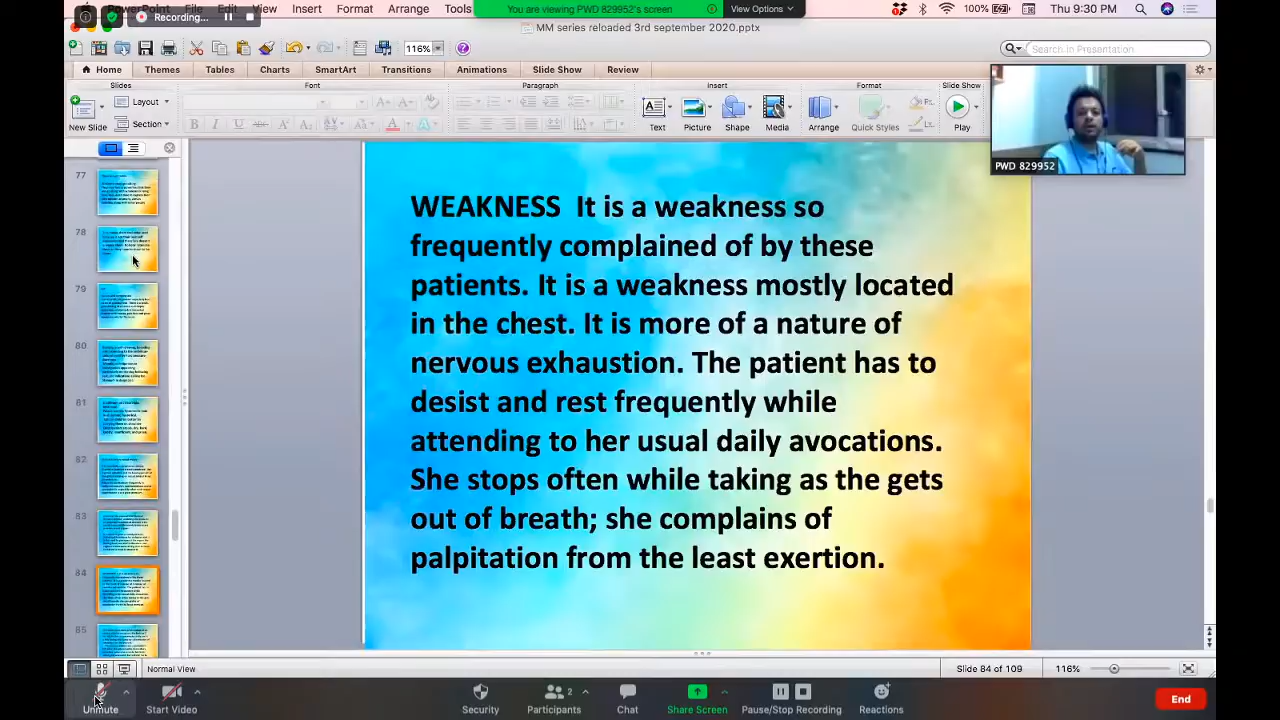 PowerPoint File Edit View Insert Format Arrange Tools
Recording...
You are viewing PWD 829952's screen
View Options
100%
Thu 9:30 PM
MM series reloaded 3rd september 2020.pptx
116%
Search in Presentation
Home Themes Tables Charts SmartArt Transitions Animations Slide Show Review
Slides Font Paragraph Insert Format Slide Show
New Slide
Layout
Section
B I U
Text Picture Shape Media Arrange Quick Styles Play
PWD 829952
77
78
79
80
81
82
83
84
85
WEAKNESS It is a weakness so
frequently complained of by these
patients. It is a weakness mostly located
in the chest. It is more of a nature of
nervous exhaustion. The patient has to
desist and rest frequently while
attending to her usual daily avocations.
She stops often while taking as the gets
out of breath; she complains of
palpitation from the least exertion.
Normal View
Slide 84 of 109
116%
Unmute Start Video Security Participants 2 Chat Share Screen Pause/Stop Recording Reactions End